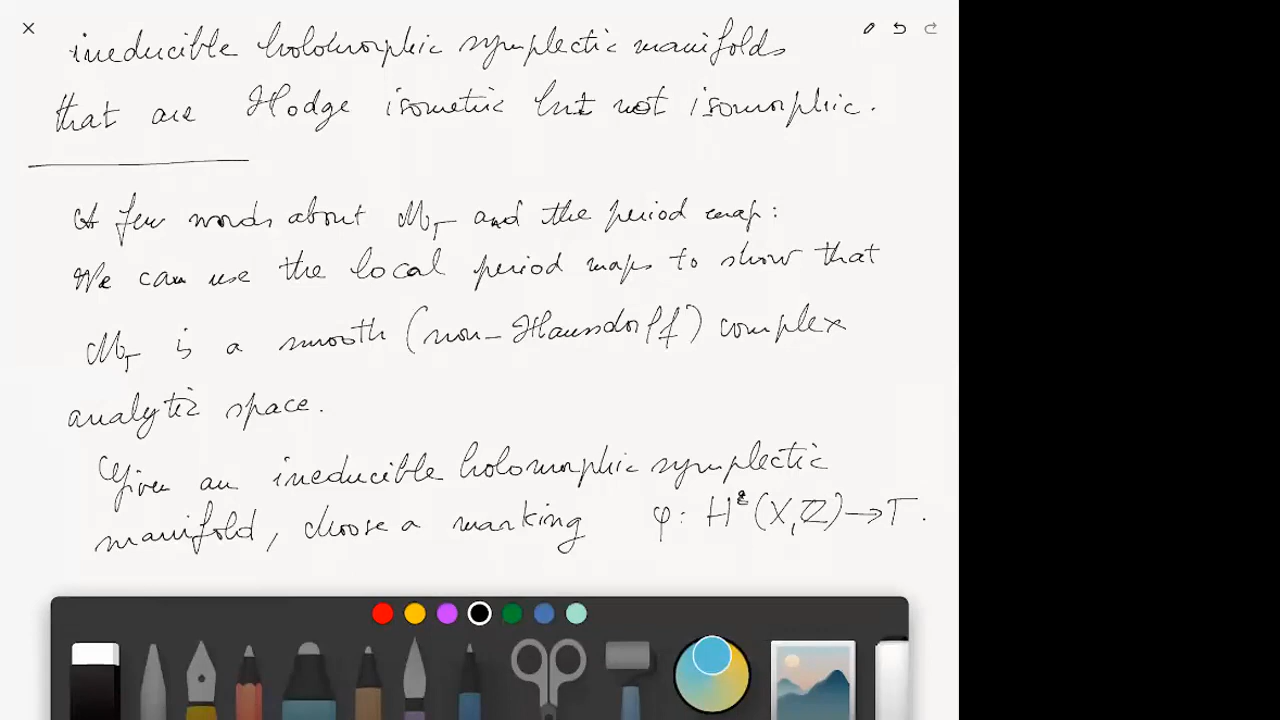 irreducible holomorphic symplectic manifolds
that are Hodge isometric but not isomorphic.
A few words about M_T and the period map:
We can use the local period maps to show that
M_T is a smooth (non-Hausdorff) complex
analytic space.
Given an irreducible holomorphic symplectic
manifold, choose a marking φ: H²(X,ℤ)→T.